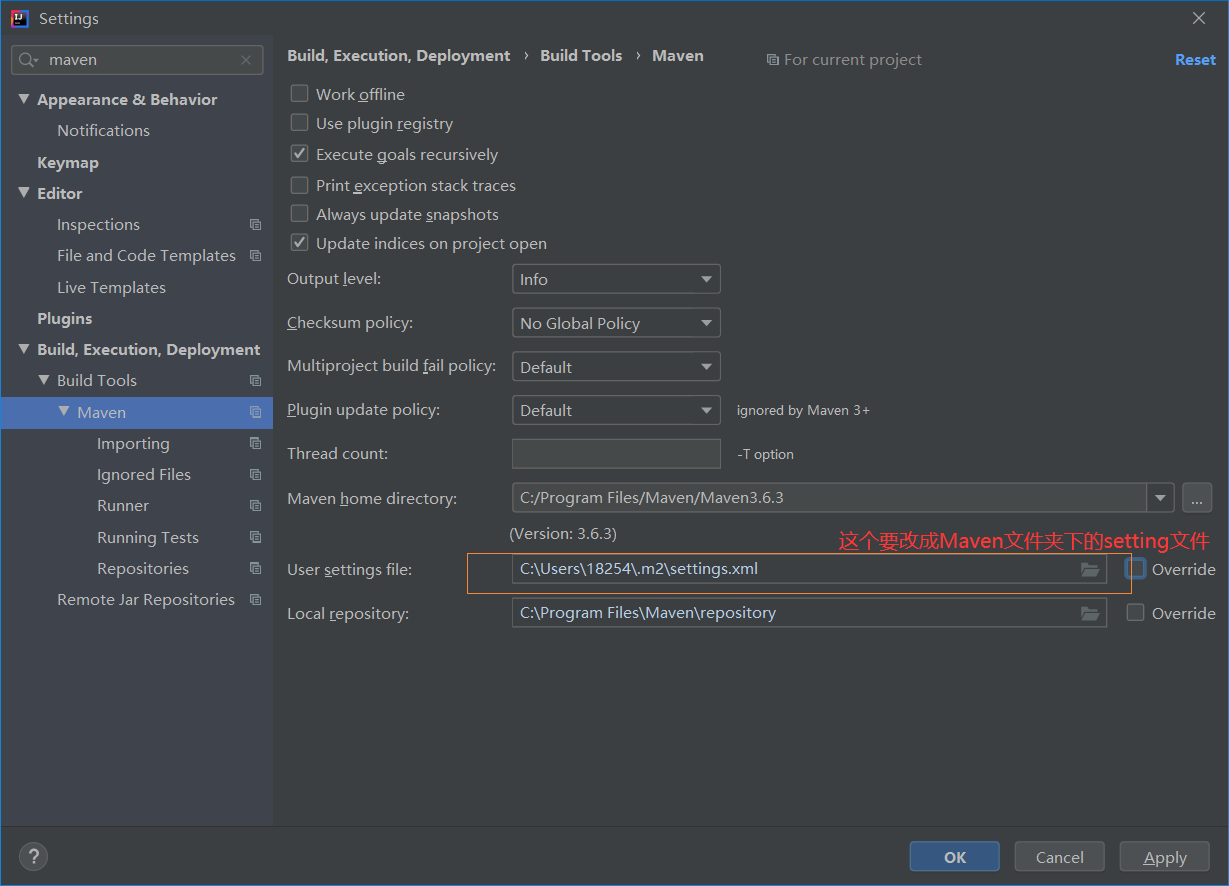 Settings
maven
Appearance & Behavior
Notifications
Keymap
Editor
Inspections
File and Code Templates
Live Templates
Plugins
Build, Execution, Deployment
Build Tools
Maven
Importing
Ignored Files
Runner
Running Tests
Repositories
Remote Jar Repositories
Build, Execution, Deployment › Build Tools › Maven For current project Reset
Work offline
Use plugin registry
Execute goals recursively
Print exception stack traces
Always update snapshots
Update indices on project open
Output level: Info
Checksum policy: No Global Policy
Multiproject build fail policy: Default
Plugin update policy: Default ignored by Maven 3+
Thread count: -T option
Maven home directory: C:/Program Files/Maven/Maven3.6.3 ...
(Version: 3.6.3)
这个要改成Maven文件夹下的setting文件
User settings file: C:\Users\18254\.m2\settings.xml Override
Local repository: C:\Program Files\Maven\repository Override
? OK Cancel Apply